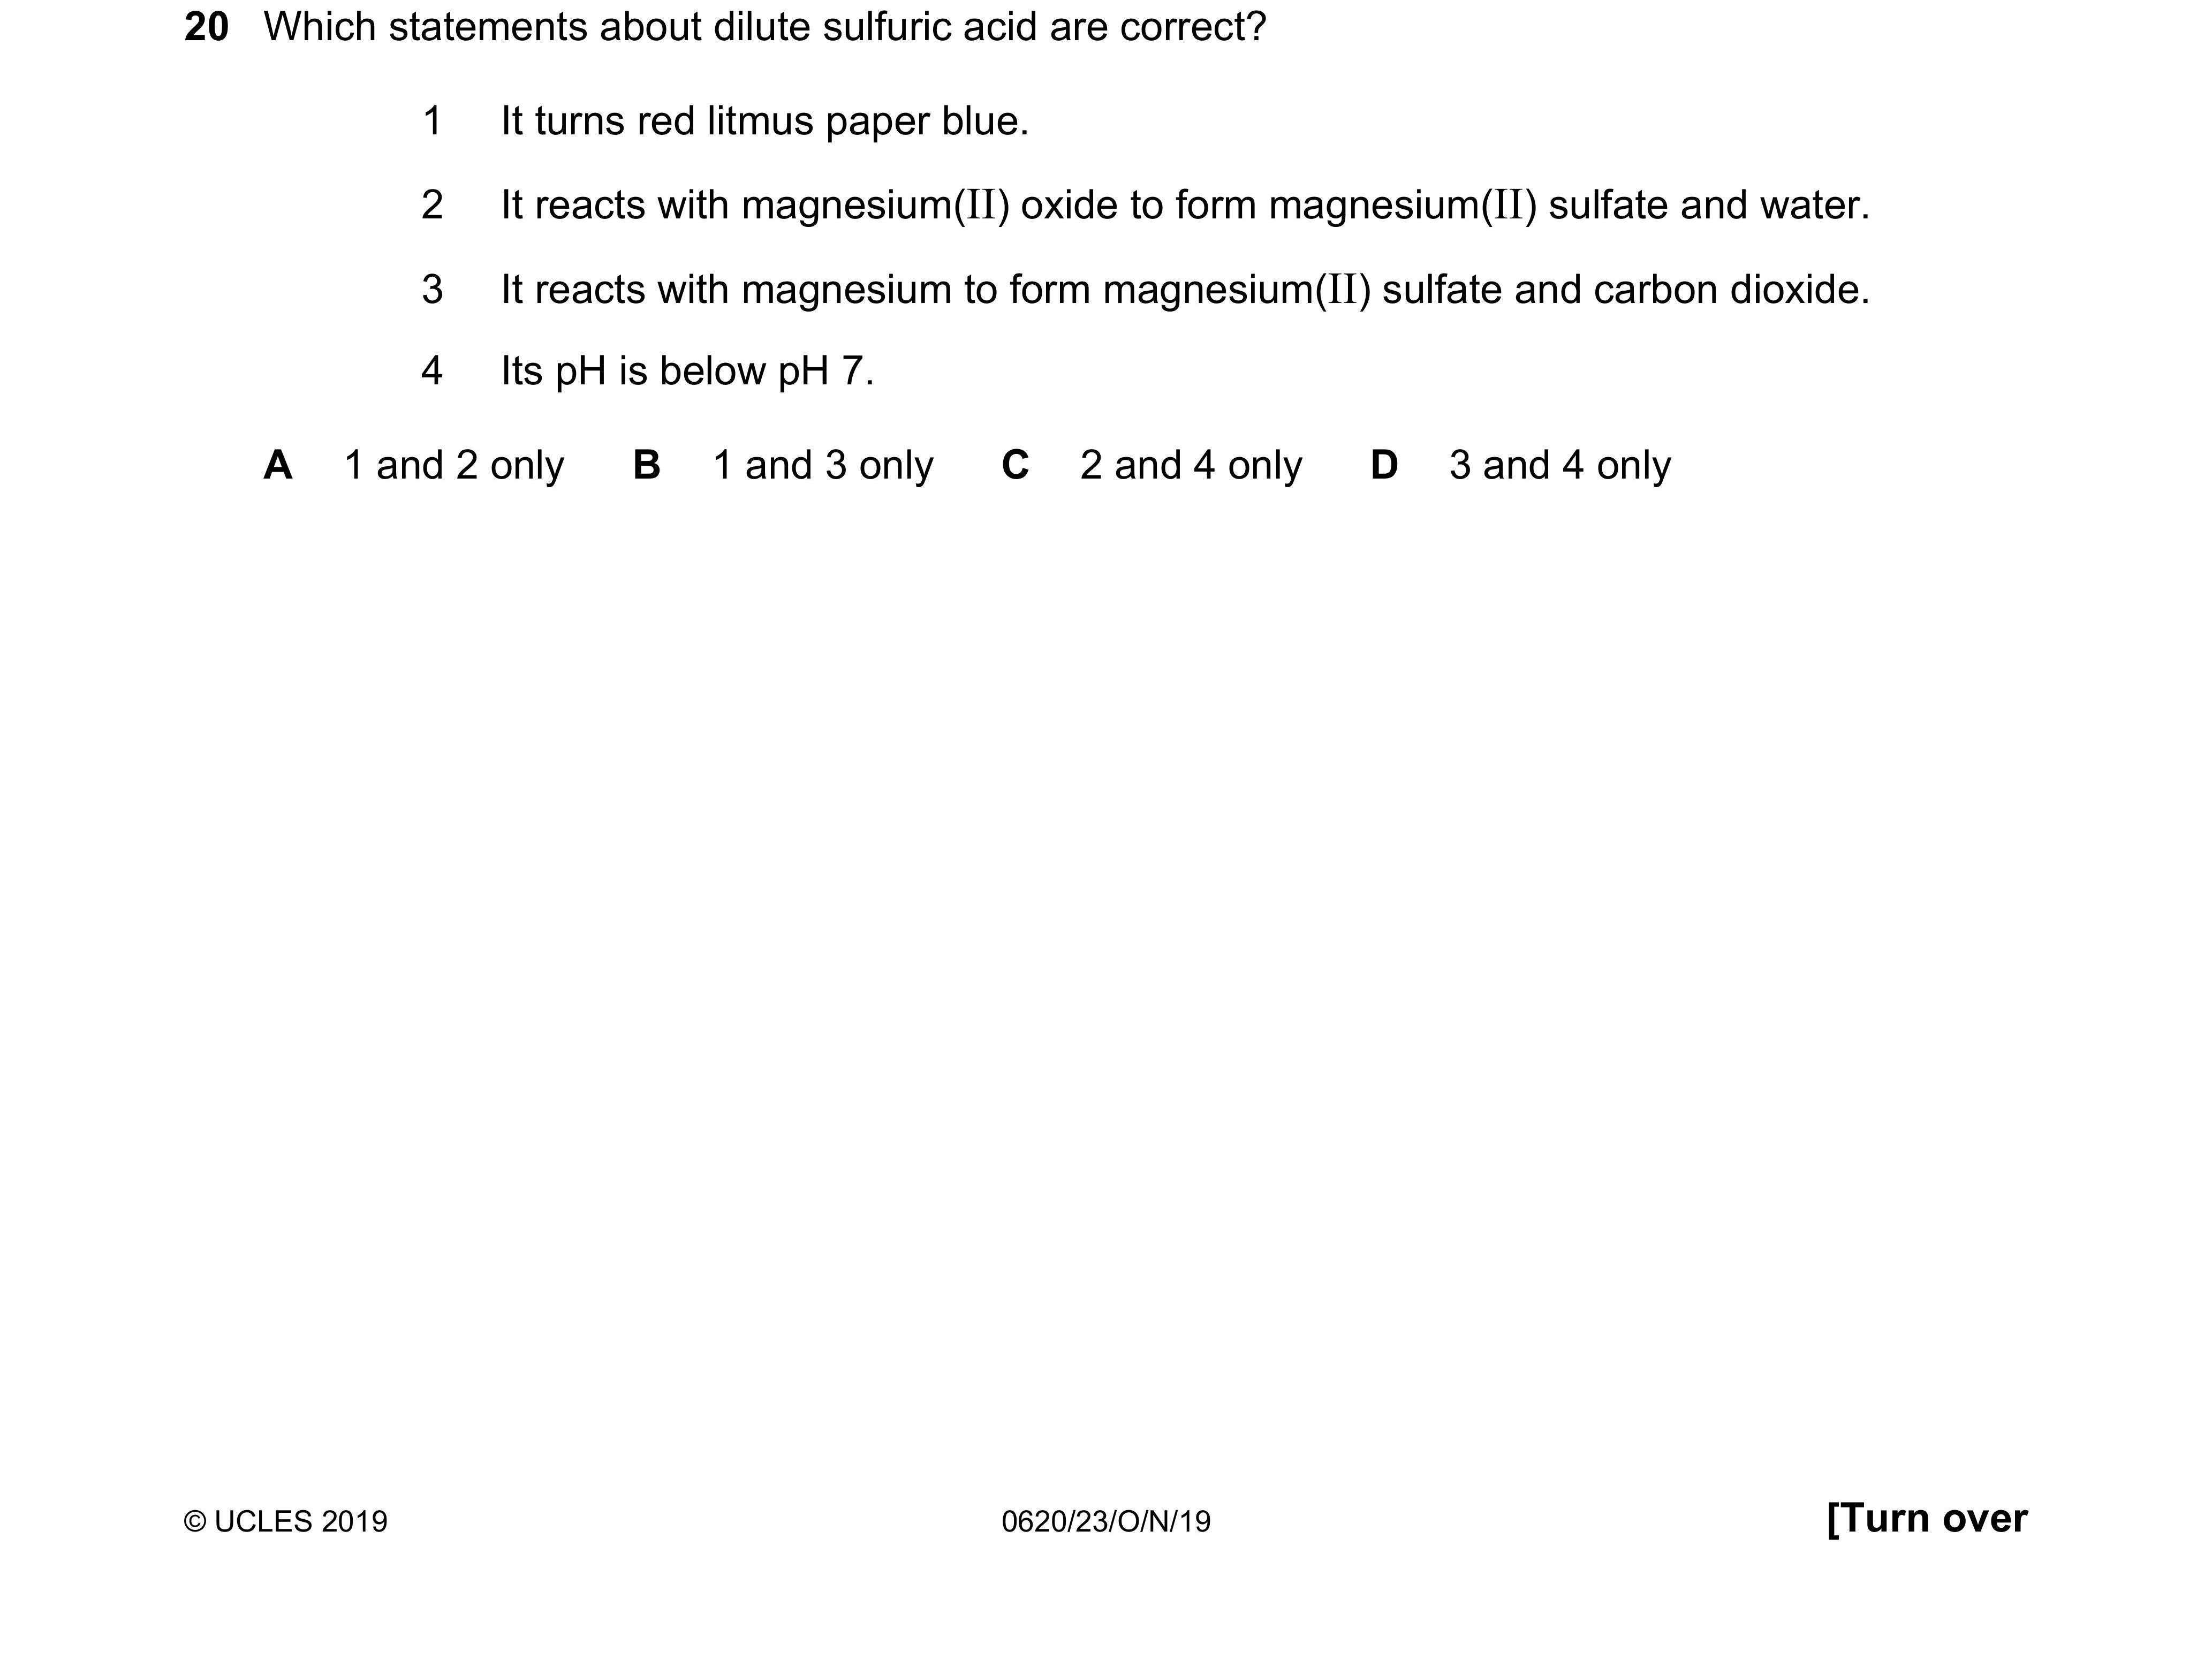 20 Which statements about dilute sulfuric acid are correct?
1 It turns red litmus paper blue.
2 It reacts with magnesium(II) oxide to form magnesium(II) sulfate and water.
3 It reacts with magnesium to form magnesium(II) sulfate and carbon dioxide.
4 Its pH is below pH 7.
A 1 and 2 only B 1 and 3 only C 2 and 4 only D 3 and 4 only
© UCLES 2019 0620/23/O/N/19 [Turn over